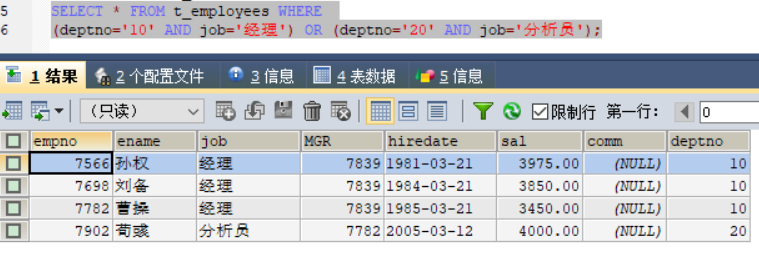 5 SELECT * FROM t_employees WHERE
6 (deptno='10' AND job='经理') OR (deptno='20' AND job='分析员');
1 结果 2 个配置文件 3 信息 4 表数据 5 信息
（只读） 限制行 第一行: 0
empno ename job MGR hiredate sal comm deptno
7566 孙权 经理 7839 1981-03-21 3975.00 (NULL) 10
7698 刘备 经理 7839 1984-03-21 3850.00 (NULL) 10
7782 曹操 经理 7839 1985-03-21 3450.00 (NULL) 10
7902 荀彧 分析员 7782 2005-03-12 4000.00 (NULL) 20